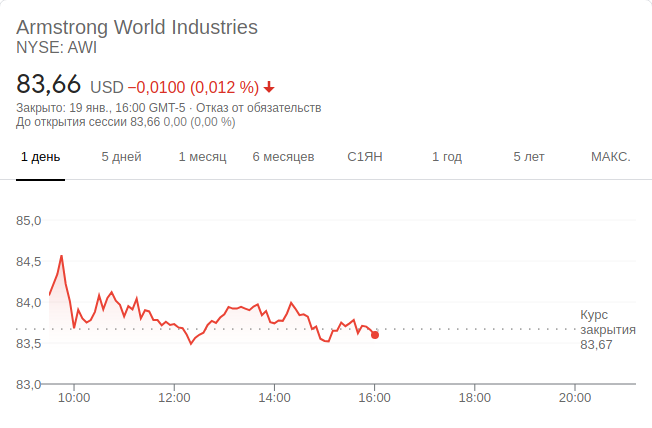 Armstrong World Industries
NYSE: AWI
83,66 USD −0,0100 (0,012 %)
Закрыто: 19 янв., 16:00 GMT-5 · Отказ от обязательств
До открытия сессии 83,66 0,00 (0,00 %)
1 день 5 дней 1 месяц 6 месяцев С1ЯН 1 год 5 лет МАКС.
85,0
84,5
84,0
Курс
закрытия
83,67
83,5
83,0
10:00 12:00 14:00 16:00 18:00 20:00